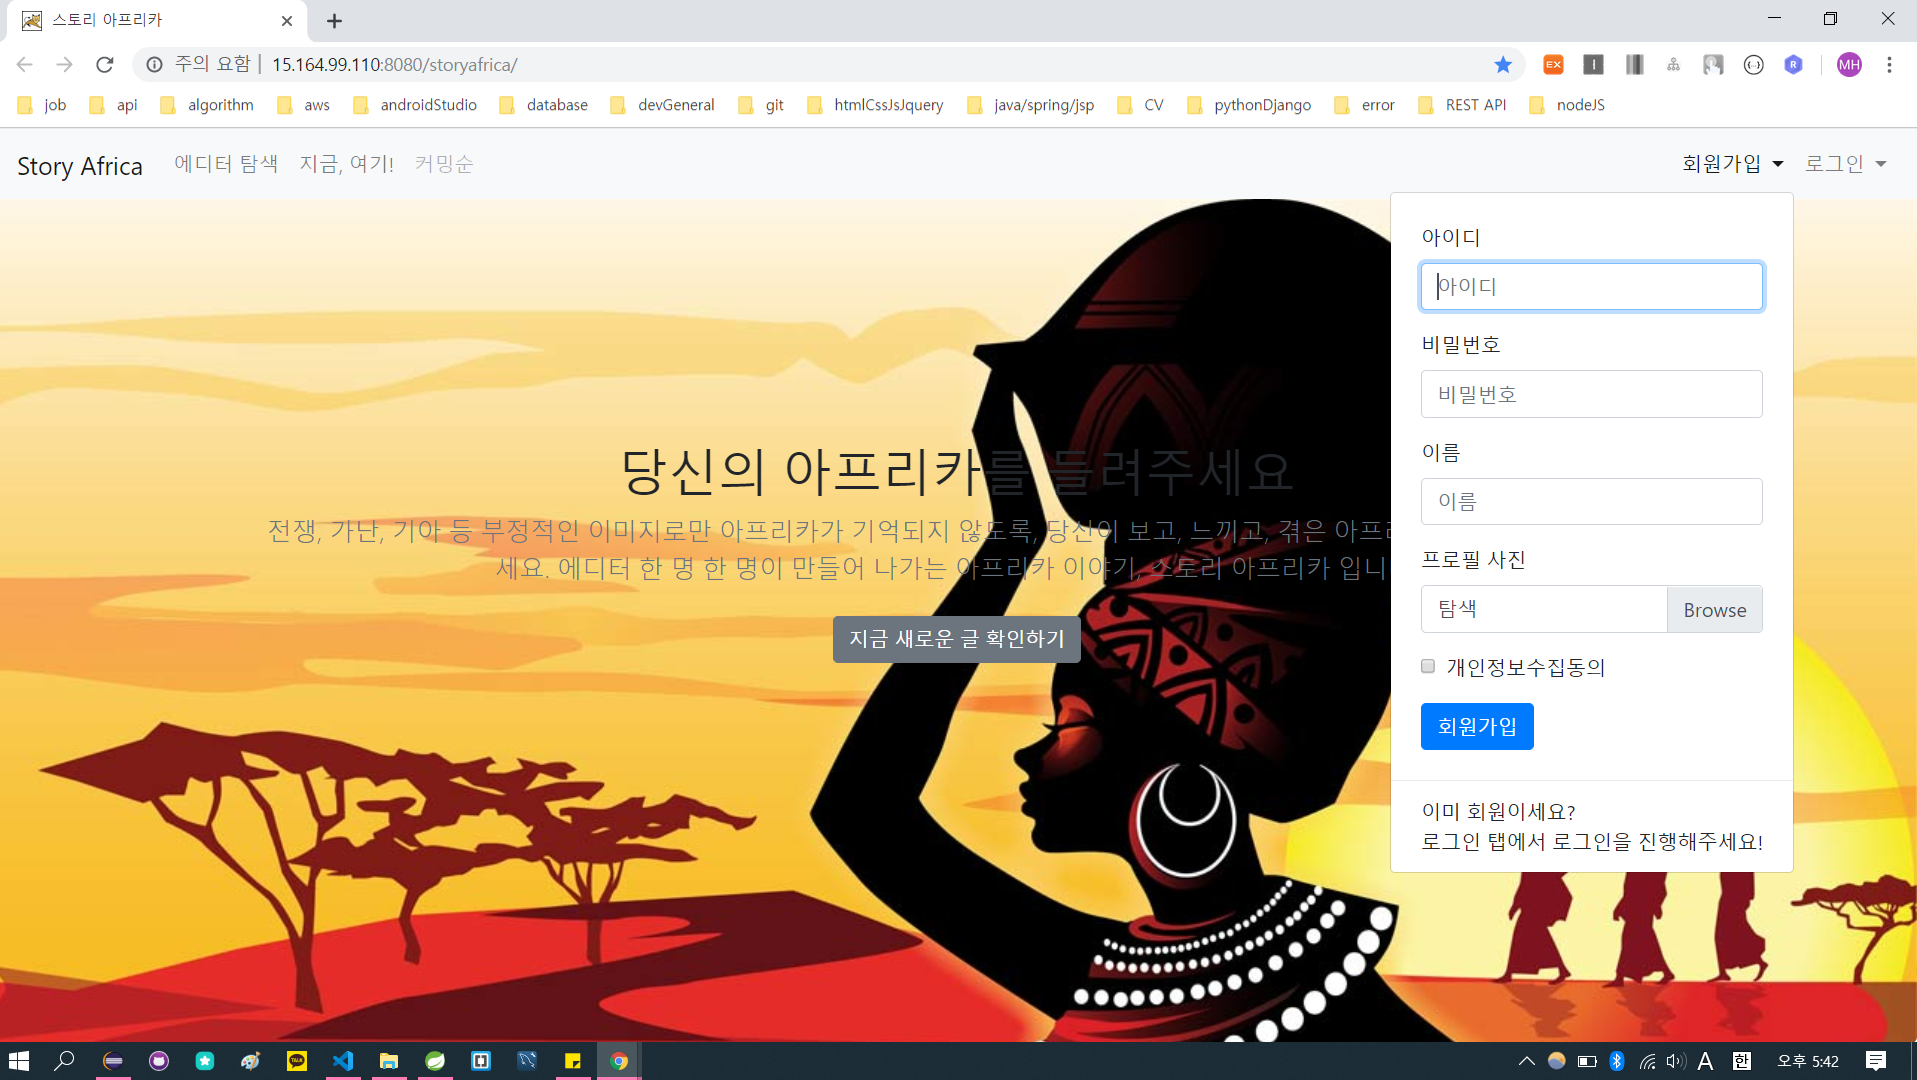 스토리 아프리카
주의 요함 | 15.164.99.110:8080/storyafrica/
EX
I
R
MH
job api algorithm aws androidStudio database devGeneral git htmlCssJsJquery java/spring/jsp CV pythonDjango error REST API nodeJS
Story Africa 에디터 탐색 지금, 여기! 커밍순 회원가입 로그인
아이디
아이디
비밀번호
비밀번호
이름
이름
프로필 사진
탐색 Browse
개인정보수집동의
회원가입
이미 회원이세요?
로그인 탭에서 로그인을 진행해주세요!
당신의 아프리카를 들려주세요
전쟁, 가난, 기아 등 부정적인 이미지로만 아프리카가 기억되지 않도록, 당신이 보고, 느끼고, 겪은
세요. 에디터 한 명 한 명이 만들어 나가는 아프리카 이야기, 스토리 아프리카
지금 새로운 글 확인하기
TALK
A 한 오후 5:42